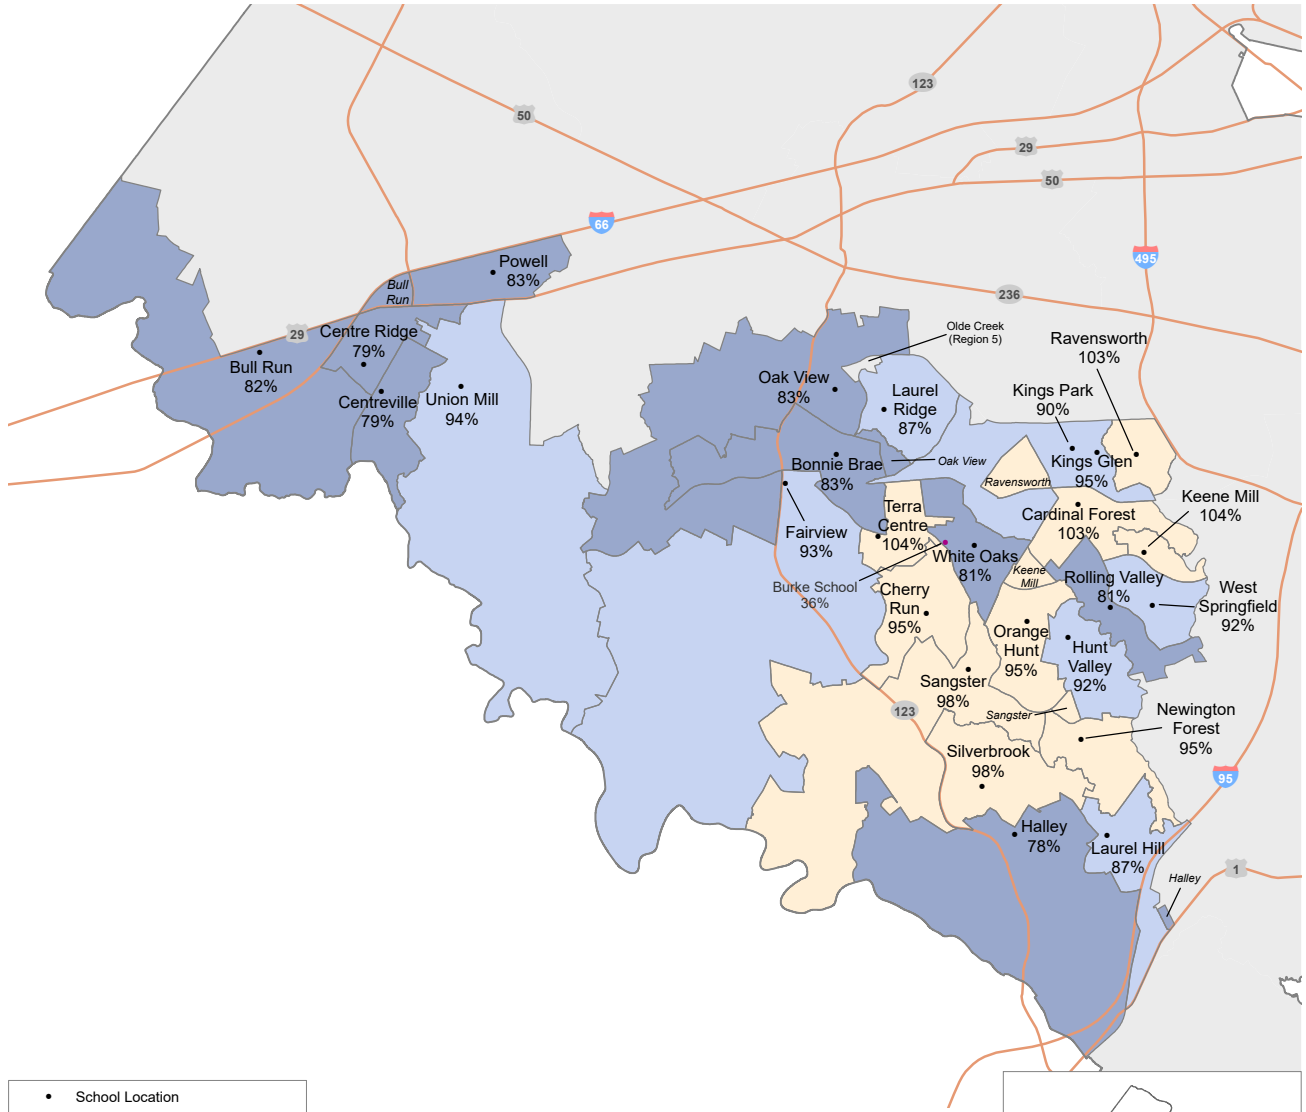 123
50
29
50
66
495
236
Powell
83%
Bull
Run
29
Centre Ridge
79%
Bull Run
82%
Centreville
79%
Union Mill
94%
Olde Creek
(Region 5)
Ravensworth
103%
Oak View
83%
Laurel
Ridge
87%
Kings Park
90%
Kings Glen
95%
Bonnie Brae
83%
Oak View
Ravensworth
Keene Mill
104%
Terra
Centre
104%
Cardinal Forest
103%
Fairview
93%
White Oaks
81%
Burke School
36%
Keene
Mill
Rolling Valley
81%
West
Springfield
92%
Cherry
Run
95%
Orange
Hunt
95%
Hunt
Valley
92%
Sangster
98%
Sangster
123
Newington
Forest
95%
Silverbrook
98%
95
Halley
78%
Laurel Hill
87%
Halley
1
School Location